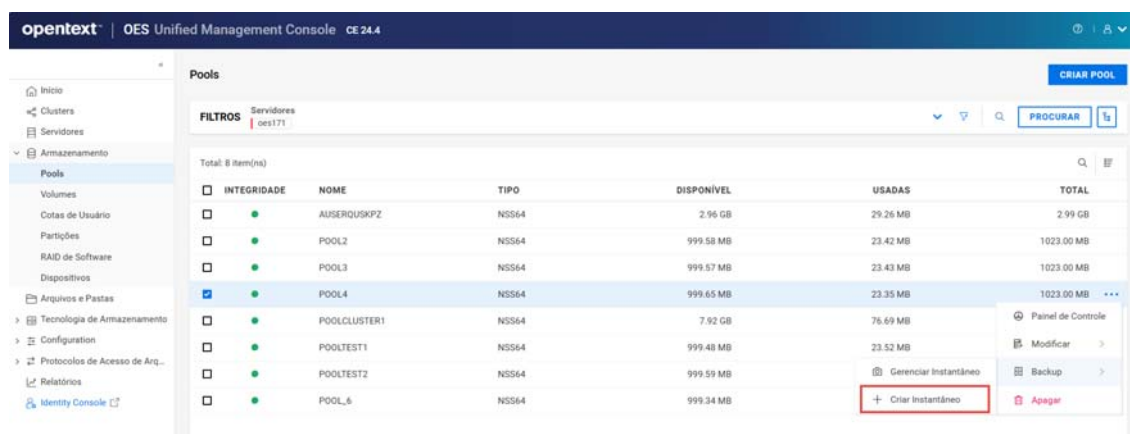 opentext™ | OES Unified Management Console CE 24.4
Início
Clusters
Servidores
Armazenamento
Pools
Volumes
Cotas de Usuário
Partições
RAID de Software
Dispositivos
Arquivos e Pastas
Tecnologia de Armazenamento
Configuration
Protocolos de Acesso de Arq...
Relatórios
Identity Console
Pools
CRIAR POOL
FILTROS Servidores
oes171
PROCURAR
Total: 8 item(ns)
INTEGRIDADE NOME TIPO DISPONÍVEL USADAS TOTAL
AUSERQUSKPZ NSS64 2.96 GB 29.26 MB 2.99 GB
POOL2 NSS64 999.58 MB 23.42 MB 1023.00 MB
POOL3 NSS64 999.57 MB 23.43 MB 1023.00 MB
POOL4 NSS64 999.65 MB 23.35 MB 1023.00 MB
POOLCLUSTER1 NSS64 7.92 GB 76.69 MB
POOLTEST1 NSS64 999.48 MB 23.52 MB
POOLTEST2 NSS64 999.59 MB
POOL_6 NSS64 999.34 MB
Painel de Controle
Modificar
Backup
Apagar
Gerenciar Instantâneo
Criar Instantâneo